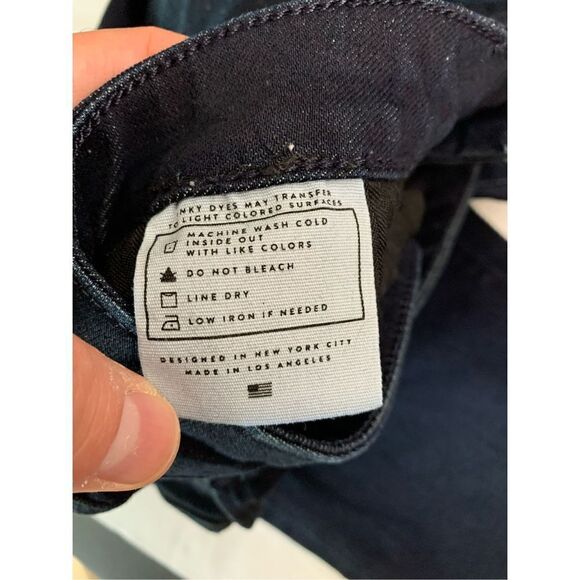 NKY DYES MAY TRANSFER
TO LIGHT COLORED SURFACES
MACHINE WASH COLD
INSIDE OUT
WITH LIKE COLORS
DO NOT BLEACH
LINE DRY
LOW IRON IF NEEDED
DESIGNED IN NEW YORK CITY
MADE IN LOS ANGELES